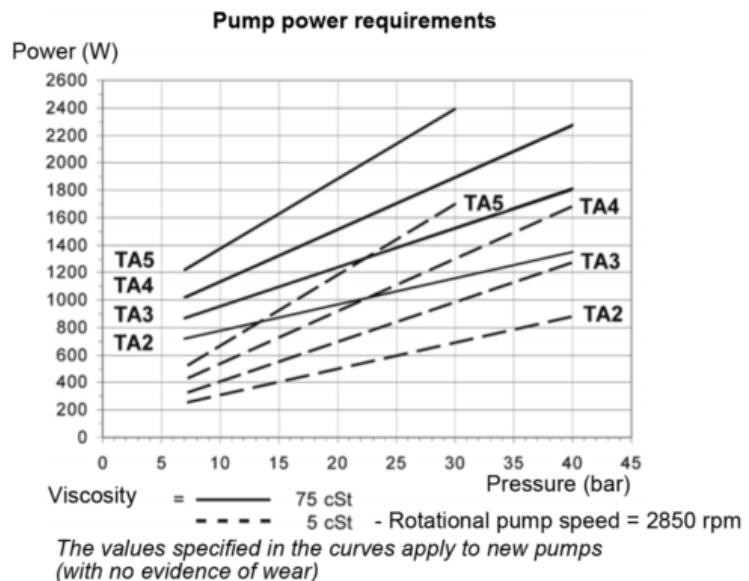 Pump power requirements
Power (W)
2600
2400
2200
2000
1800
1600
1400
1200
1000
800
600
400
200
0
TA5
TA4
TA3
TA2
TA5
TA4
TA3
TA2
0 5 10 15 20 25 30 35 40 45
Pressure (bar)
Viscosity = 75 cSt
5 cSt - Rotational pump speed = 2850 rpm
The values specified in the curves apply to new pumps
(with no evidence of wear)